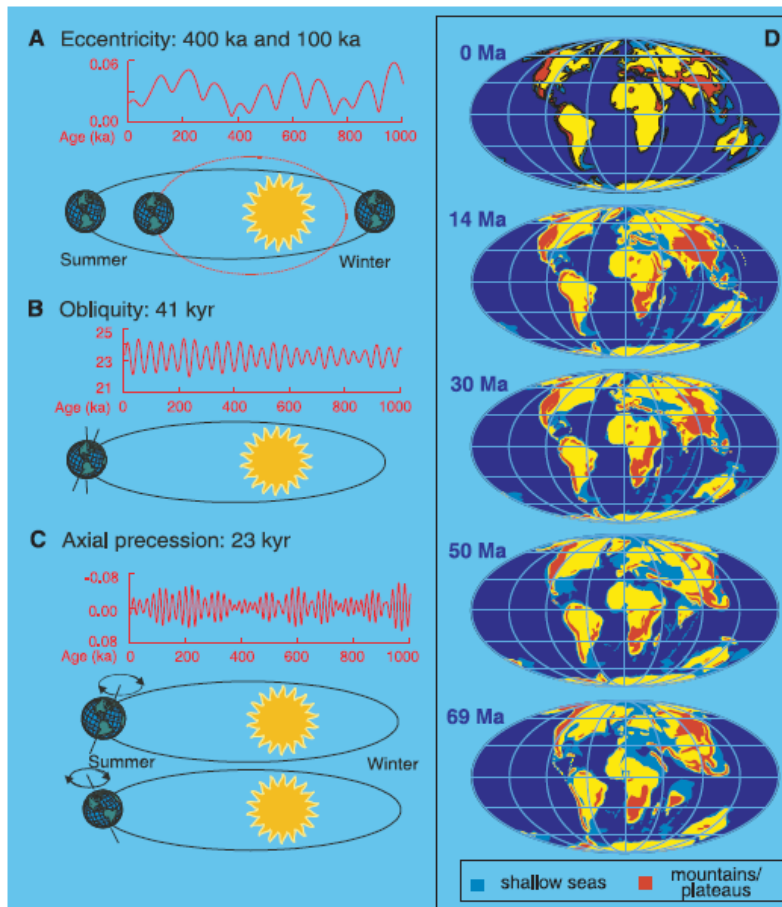 A Eccentricity: 400 ka and 100 ka
0.06
0.00
Age (ka) 0 200 400 600 800 1000
Summer
Winter
B Obliquity: 41 kyr
25
23
21
Age (ka) 0 200 400 600 800 1000
C Axial precession: 23 kyr
-0.08
0.00
0.08
Age (ka) 0 200 400 600 800 1000
Summer
Winter
D
0 Ma
14 Ma
30 Ma
50 Ma
69 Ma
shallow seas
mountains/
plateaus